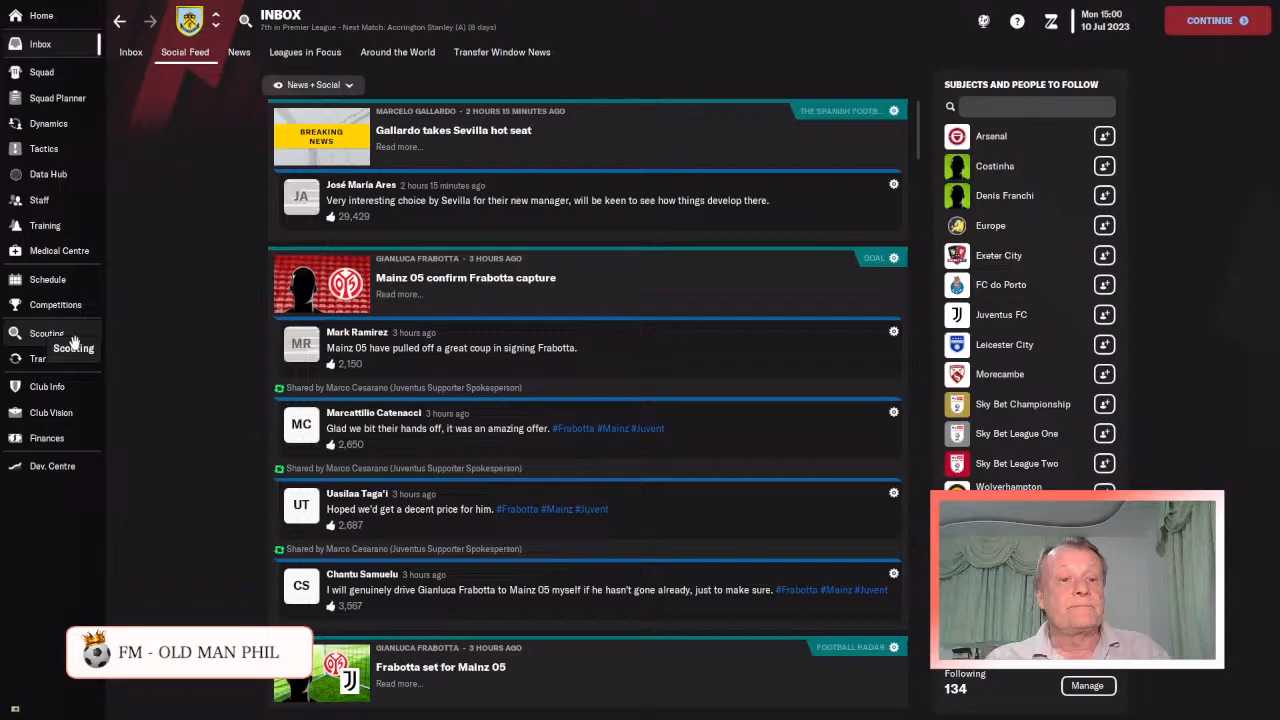 Home
INBOX
7th in Premier League - Next Match: Accrington Stanley (A) (8 days)
Mon 15:00
10 Jul 2023
CONTINUE
Inbox
Squad
Squad Planner
Dynamics
Tactics
Data Hub
Staff
Training
Medical Centre
Schedule
Competitions
Scouting
Scouting
Club Info
Club Vision
Finances
Dev. Centre
Inbox
Social Feed
News
Leagues in Focus
Around the World
Transfer Window News
News + Social
MARCELO GALLARDO - 2 HOURS 15 MINUTES AGO
THE SPANISH FOOTB...
BREAKING
NEWS
Gallardo takes Sevilla hot seat
Read more...
JA
José María Ares 2 hours 15 minutes ago
Very interesting choice by Sevilla for their new manager, will be keen to see how things develop there.
29,429
GIANLUCA FRABOTTA - 3 HOURS AGO
GOAL
Mainz 05 confirm Frabotta capture
Read more...
MR
Mark Ramirez 3 hours ago
Mainz 05 have pulled off a great coup in signing Frabotta.
2,150
Shared by Marco Cesarano (Juventus Supporter Spokesperson)
MC
Marcattilio Catenacci 3 hours ago
Glad we bit their hands off, it was an amazing offer. #Frabotta #Mainz #Juvent
2,650
Shared by Marco Cesarano (Juventus Supporter Spokesperson)
UT
Uasilaa Taga'i 3 hours ago
Hoped we'd get a decent price for him. #Frabotta #Mainz #Juvent
2,687
Shared by Marco Cesarano (Juventus Supporter Spokesperson)
CS
Chantu Samuelu 3 hours ago
I will genuinely drive Gianluca Frabotta to Mainz 05 myself if he hasn't gone already, just to make sure. #Frabotta #Mainz #Juvent
3,567
GIANLUCA FRABOTTA - 3 HOURS AGO
FOOTBALL RADAR
Frabotta set for Mainz 05
Read more...
SUBJECTS AND PEOPLE TO FOLLOW
Arsenal
Costinha
Denis Franchi
Europe
Exeter City
FC do Porto
Juventus FC
Leicester City
Morecambe
Sky Bet Championship
Sky Bet League One
Sky Bet League Two
Wolverhampton
Following
134
Manage
FM - OLD MAN PHIL